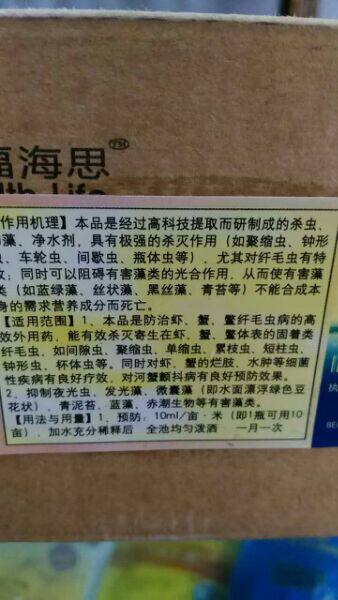 福海思
TSC
Health Life
作用机理】本品是经过高科技提取而研制成的杀虫、
藻、净水剂，具有极强的杀灭作用（如聚缩虫、钟形
虫、车轮虫、间歇虫、瓶体虫等），尤其对纤毛虫有特
效；同时可以阻碍有害藻类的光合作用，从而使有害藻
类（如蓝绿藻、丝状藻、黑丝藻、青苔等）不能合成本
身的需求营养成分而死亡。
【适用范围】1、本品是防治虾、蟹、鳖纤毛虫病的高
效外用药，能有效杀灭寄生在虾、蟹、鳖体表的固着类
纤毛虫，如间隙虫、聚缩虫、单缩虫、累枝虫、短柱虫、
钟形虫、杯体虫等。同时对虾、蟹的烂肢、水肿等细菌
性疾病有良好疗效，对河蟹颤抖病有良好预防效果。
2、抑制夜光虫、发光藻、微囊藻（即水面漂浮绿色豆
花状）、青泥苔、蓝藻、赤潮生物等有害藻类。
【用法与用量】1、预防：10ml／亩·米（即1瓶可用10
亩），加水充分稀释后 全池均匀泼洒 一月一次